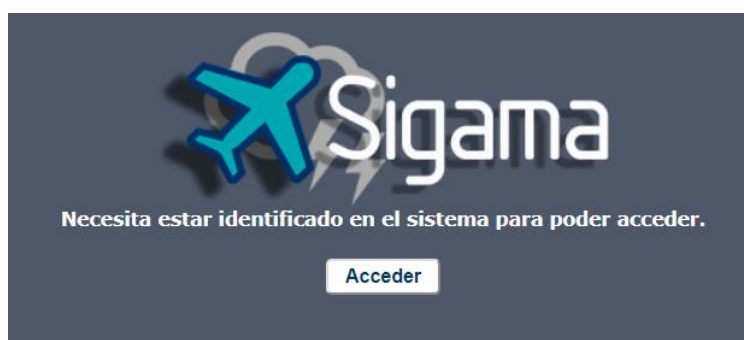 Sigama
Necesita estar identificado en el sistema para poder acceder.
Acceder